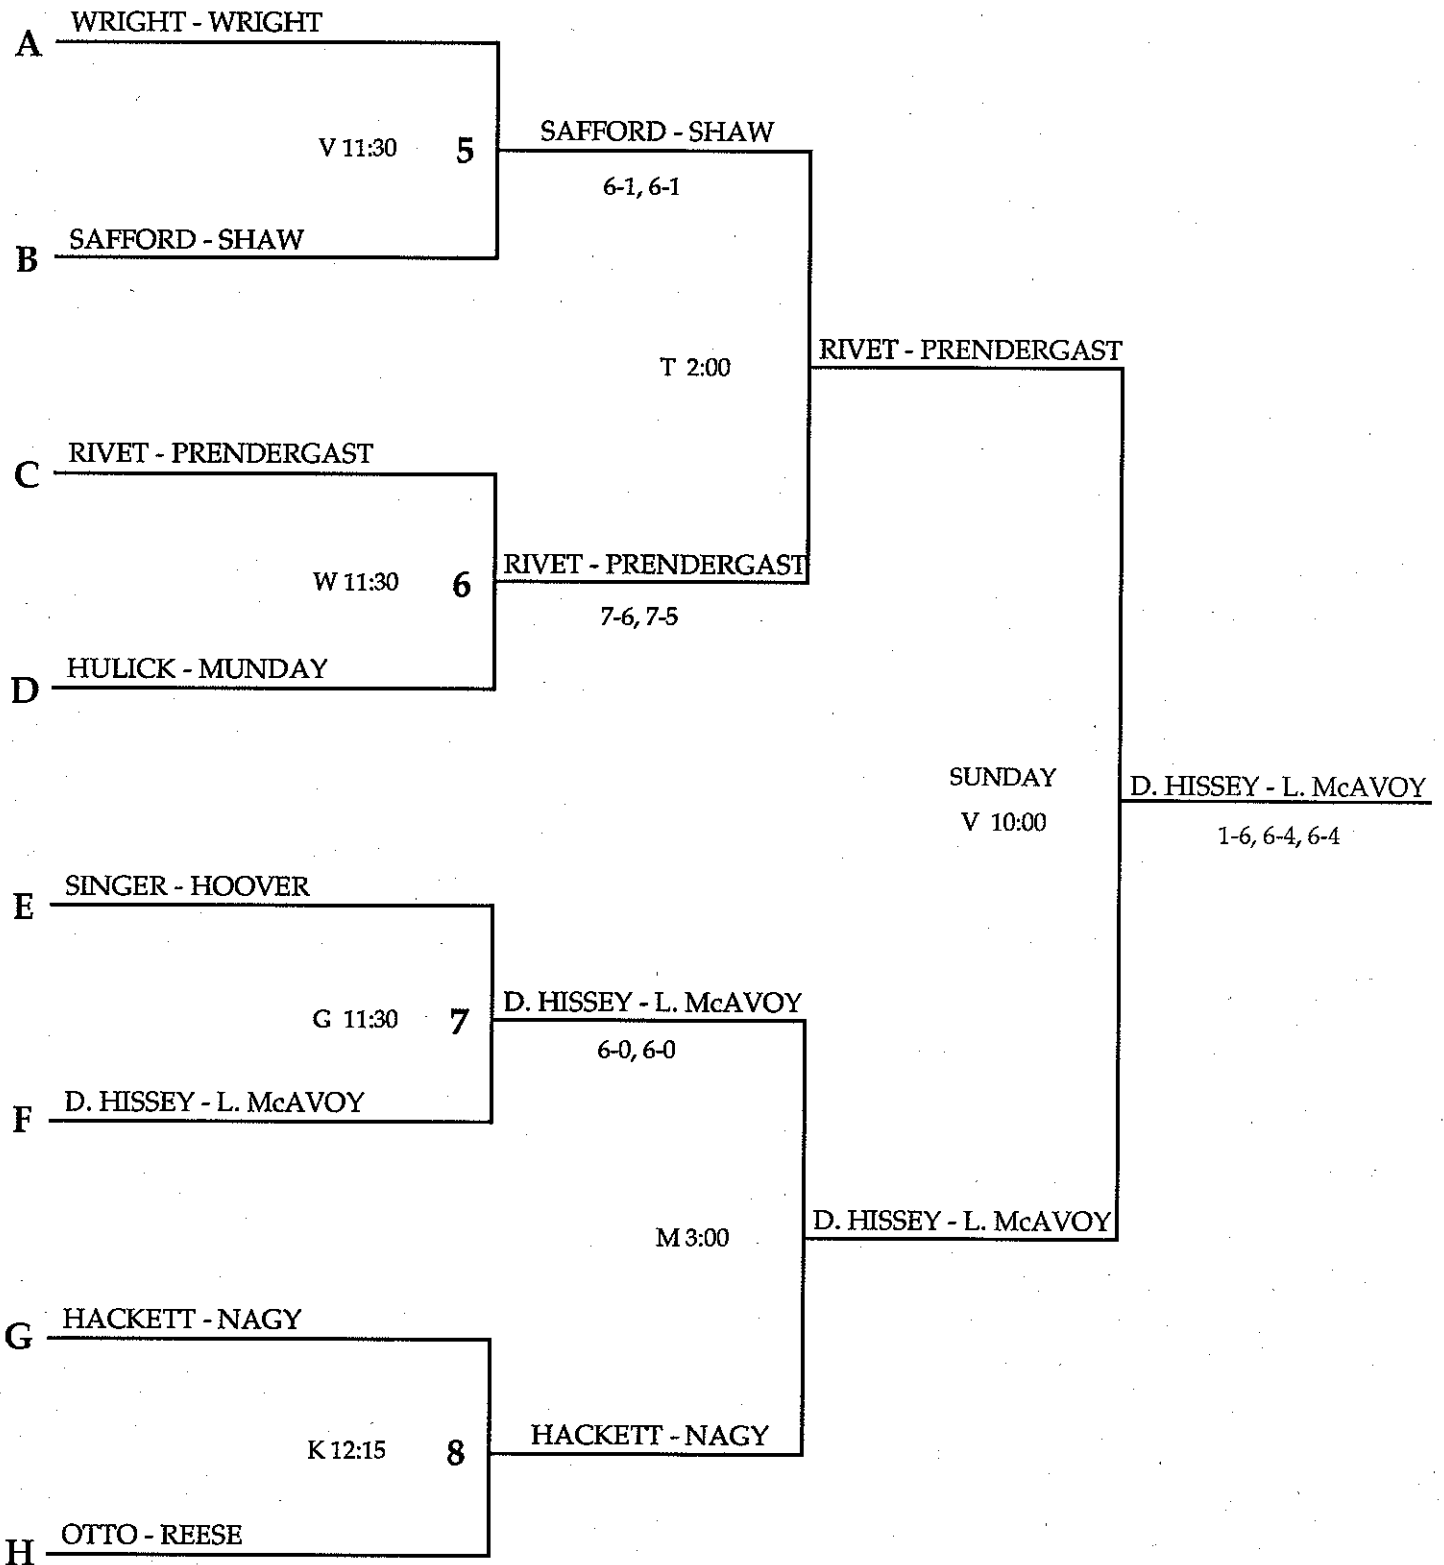 A WRIGHT - WRIGHT
V 11:30 5
SAFFORD - SHAW
6-1, 6-1
B SAFFORD - SHAW
T 2:00
RIVET - PRENDERGAST
C RIVET - PRENDERGAST
W 11:30 6
RIVET - PRENDERGAST
7-6, 7-5
D HULICK - MUNDAY
SUNDAY
V 10:00
D. HISSEY - L. McAVOY
1-6, 6-4, 6-4
E SINGER - HOOVER
G 11:30 7
D. HISSEY - L. McAVOY
6-0, 6-0
F D. HISSEY - L. McAVOY
M 3:00
D. HISSEY - L. McAVOY
G HACKETT - NAGY
K 12:15 8
HACKETT - NAGY
H OTTO - REESE